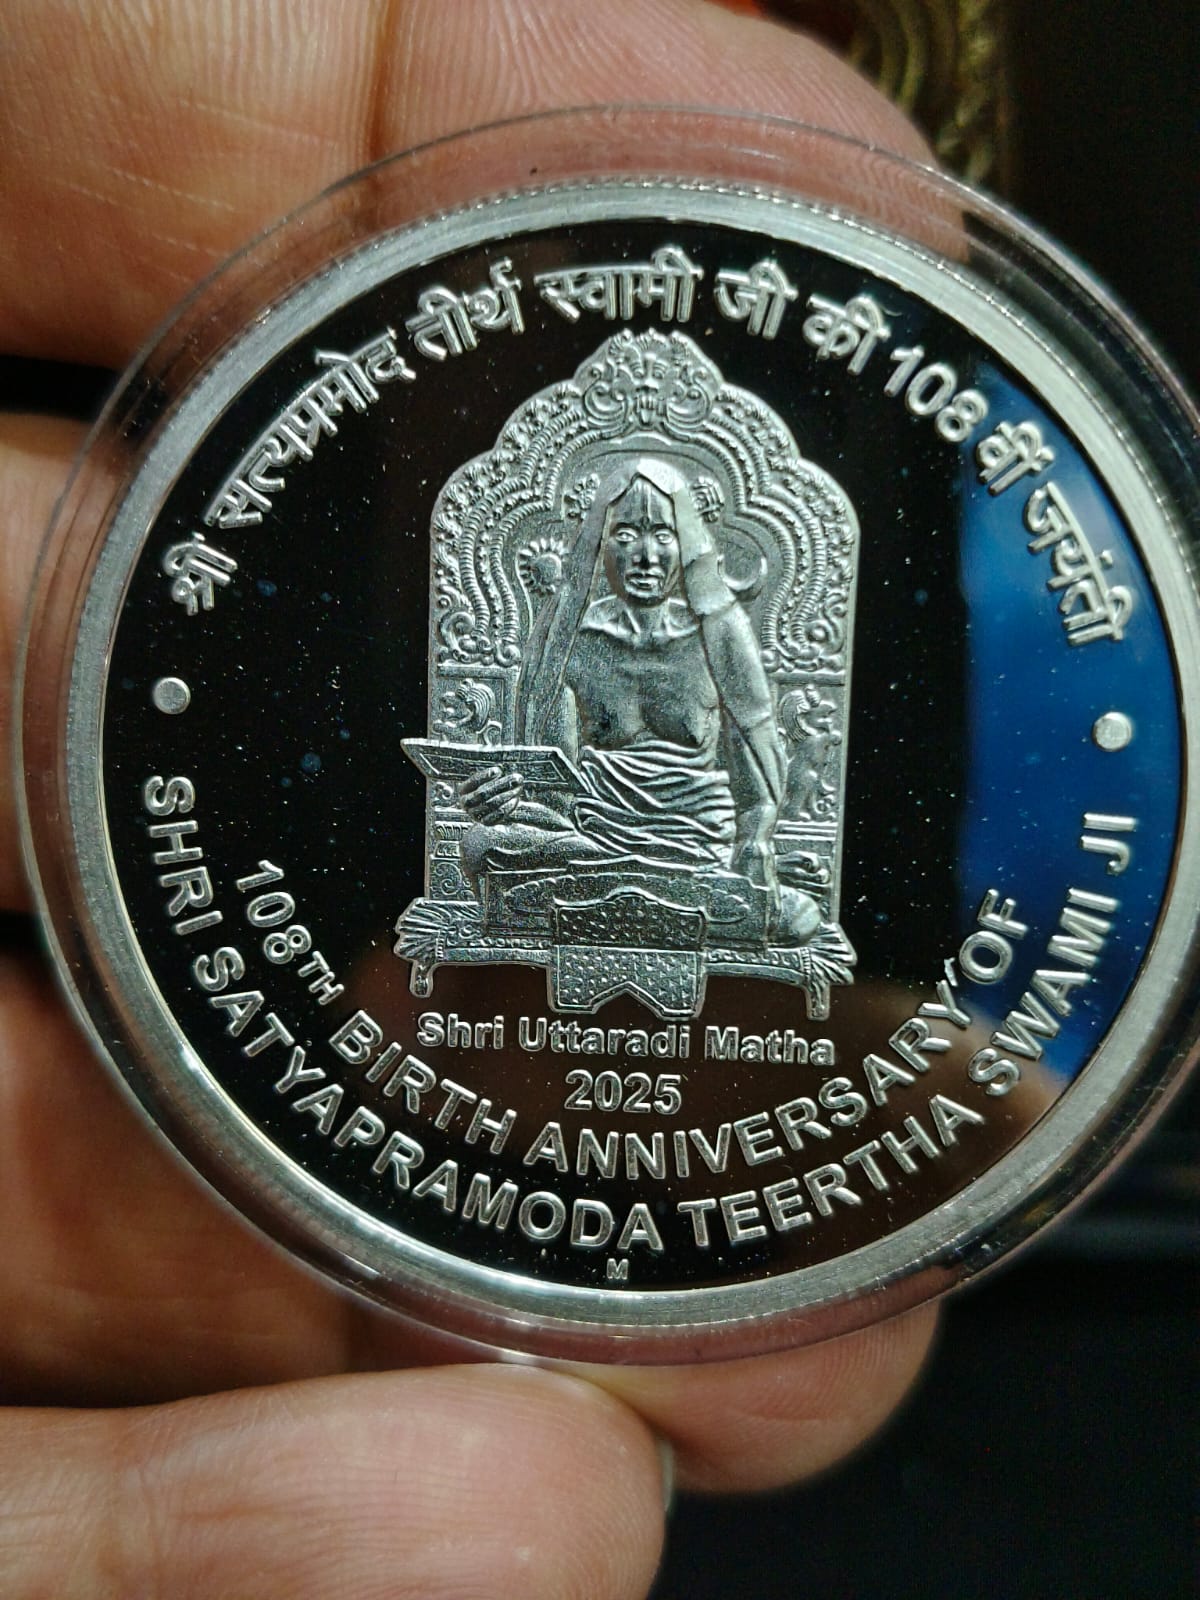 श्री सत्यप्रमोद तीर्थ स्वामी जी की 108 वीं जयंती
Shri Uttaradi Matha
2025
108TH BIRTH ANNIVERSARY OF
SHRI SATYAPRAMODA TEERTHA SWAMI JI
M